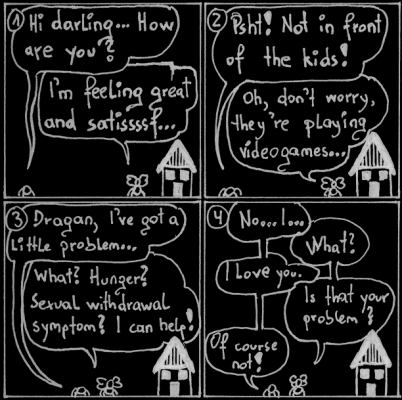 1
Hi darling... How
are you?
I'm feeling great
and satissssf...
2
Psht! Not in front
of the kids!
Oh, don't worry,
they're playing
videogames...
3
Dragan, I've got a
little problem...
What? Hunger?
Sexual withdrawal
symptom? I can help!
4
No... I...
What?
I love you.
Is that your
problem?
Of course
not!